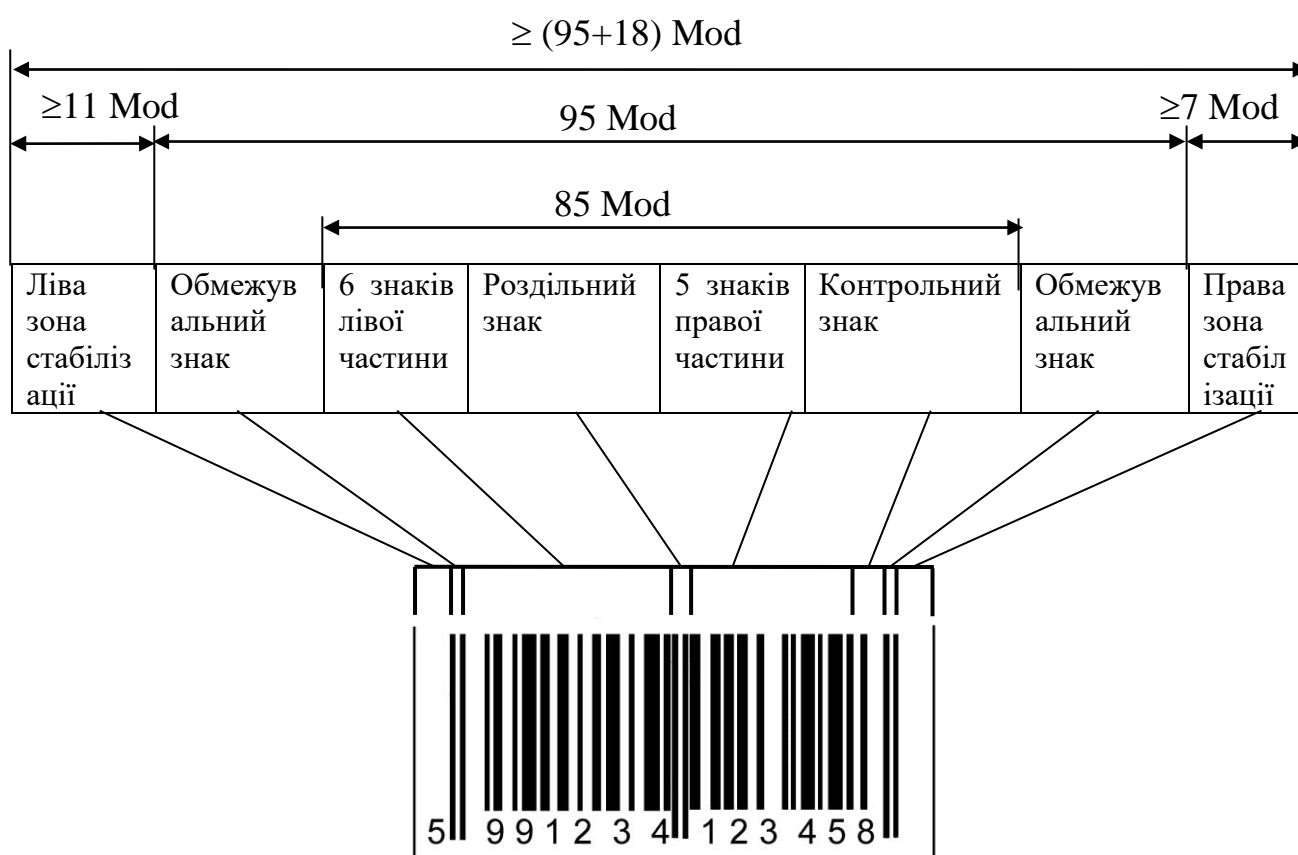 ≥ (95+18) Mod
≥11 Mod
95 Mod
≥7 Mod
85 Mod
Ліва
зона
стабіліз
ації
Обмежув
альний
знак
6 знаків
лівої
частини
Роздільний
знак
5 знаків
правої
частини
Контрольний
знак
Обмежув
альний
знак
Права
зона
стабіл
ізації
5 991234 123458